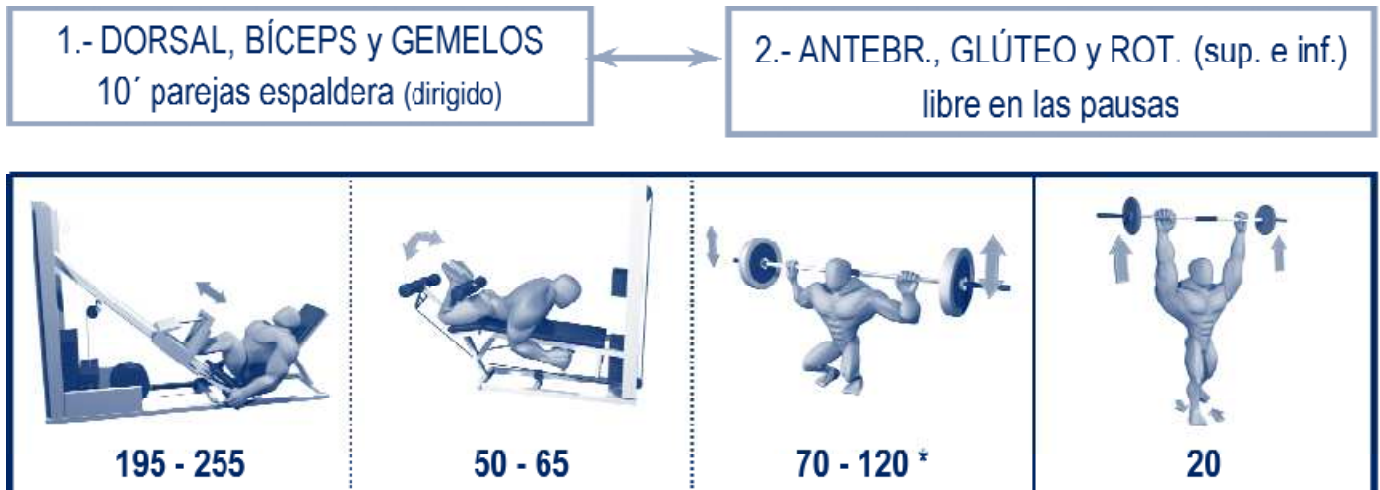 1.- DORSAL, BÍCEPS y GEMELOS
10´ parejas espaldera (dirigido)
2.- ANTEBR., GLÚTEO y ROT. (sup. e inf.)
libre en las pausas
195 - 255
50 - 65
70 - 120 *
20